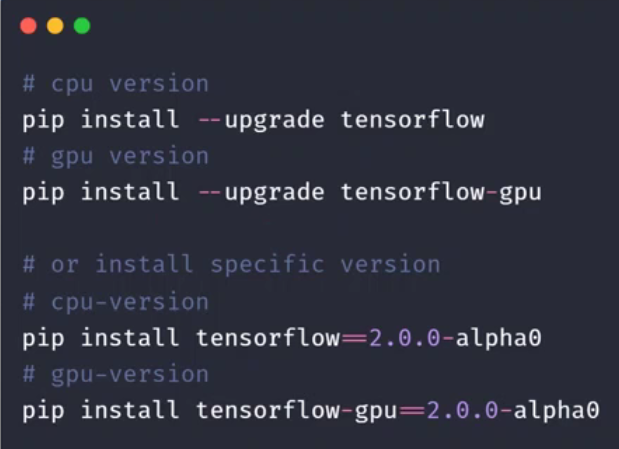 # cpu version
pip install --upgrade tensorflow
# gpu version
pip install --upgrade tensorflow-gpu
# or install specific version
# cpu-version
pip install tensorflow==2.0.0-alpha0
# gpu-version
pip install tensorflow-gpu==2.0.0-alpha0